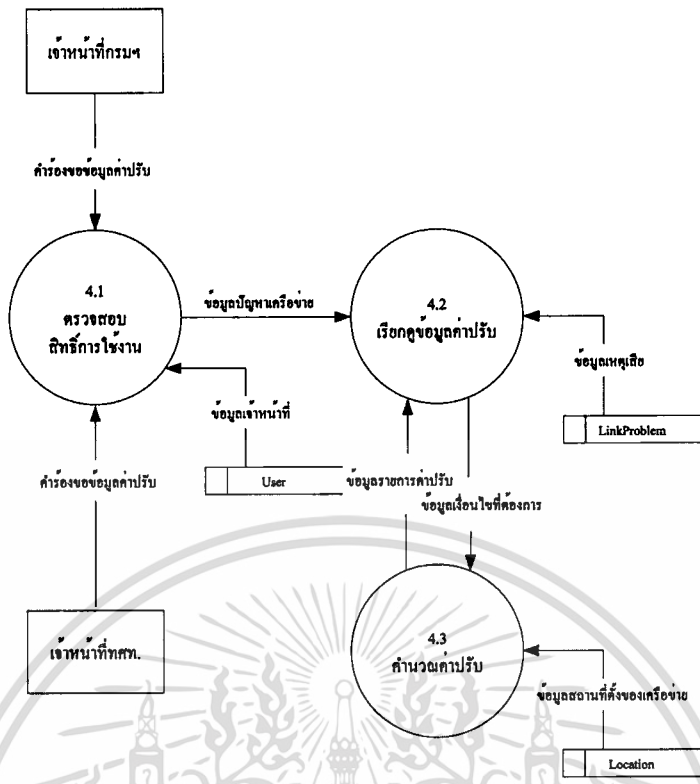 เจ้าหน้าที่กรมฯ
คำร้องขอข้อมูลค่าปรับ
4.1
ตรวจสอบ
สิทธิ์การใช้งาน
ข้อมูลปัญหาเครือข่าย
4.2
เรียกดูข้อมูลค่าปรับ
ข้อมูลเหตุเสีย
LinkProblem
ข้อมูลเจ้าหน้าที่
User
คำร้องขอข้อมูลค่าปรับ
ข้อมูลรายการค่าปรับ
ข้อมูลเงื่อนไขที่ต้องการ
เจ้าหน้าที่ทศท.
4.3
คำนวณค่าปรับ
ข้อมูลสถานที่ตั้งของเครือข่าย
Location